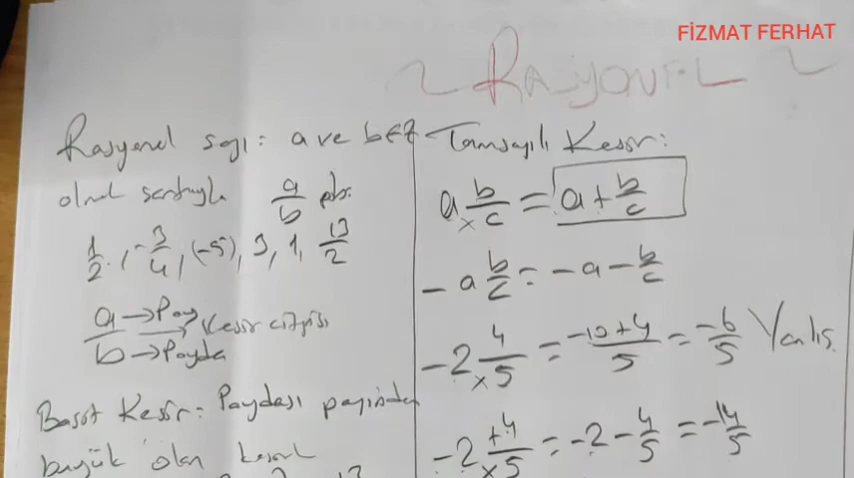 FİZMAT FERHAT
~ RASYONEL ~
Rasyonel sayı: a ve b ∈ Z
olmak şartıyla a/b
1/2, -3/4, (-5), 3, 1, 13/2
a → Pay
→ Kesir çizgisi
b → Payda
Basit Kesir: Paydası payından
büyük olan
Tamsayılı Kesir:
a b/c = a + b/c
x
- a b/c = - a - b/c
-2 4/5 = -10+4/5 = -6/5 Yanlış
x
-2 +4/5 = -2 - 4/5 = -14/5
x